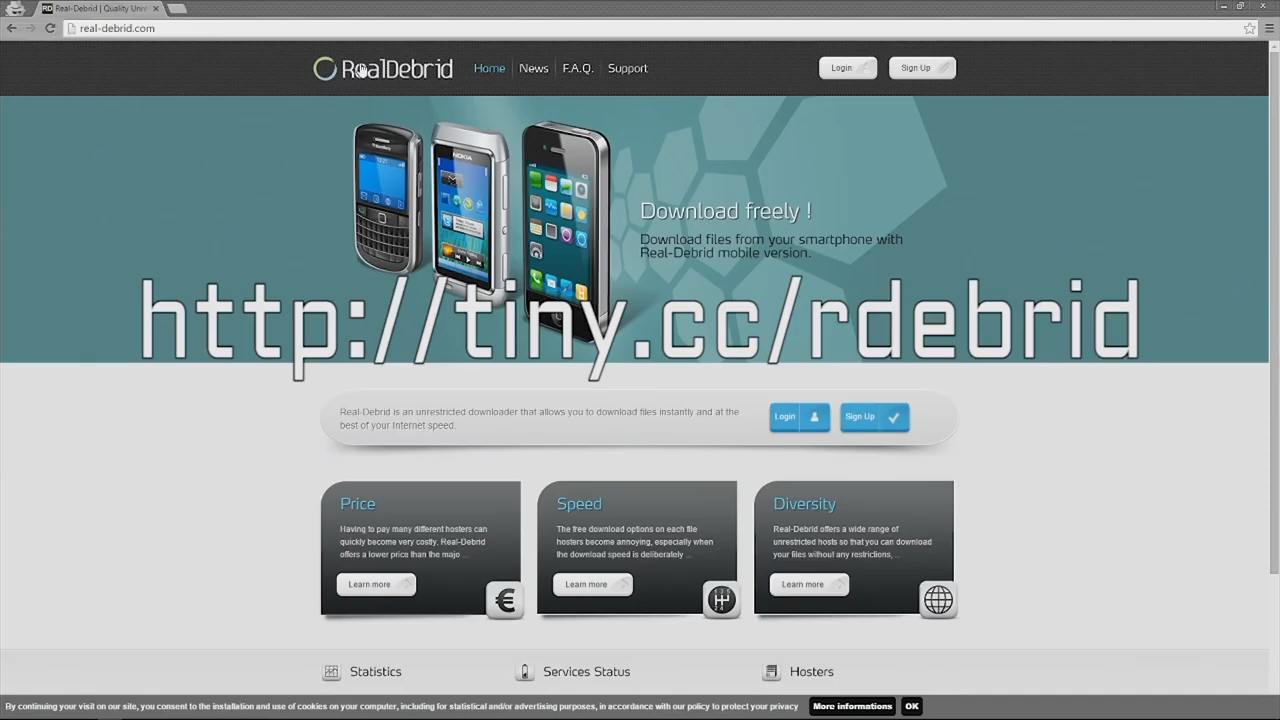 Real-Debrid | Quality Unre
real-debrid.com
RealDebrid
Home
News
F.A.Q.
Support
Login
Sign Up
BlackBerry
NOKIA
Download freely !
Download files from your smartphone with
Real-Debrid mobile version.
http://tiny.cc/rdebrid
Real-Debrid is an unrestricted downloader that allows you to download files instantly and at the
best of your Internet speed.
Login
Sign Up
Price
Having to pay many different hosters can
quickly become very costly. Real-Debrid
offers a lower price than the majo ...
Learn more
€
Speed
The free download options on each file
hosters become annoying, especially when
the download speed is deliberately ...
Learn more
Diversity
Real-Debrid offers a wide range of
unrestricted hosts so that you can download
your files without any restrictions, ...
Learn more
Statistics
Services Status
Hosters
By continuing your visit on our site, you consent to the installation and use of cookies on your computer, including for statistical and/or advertising purposes, in accordance with our policy to protect your privacy
More informations
OK